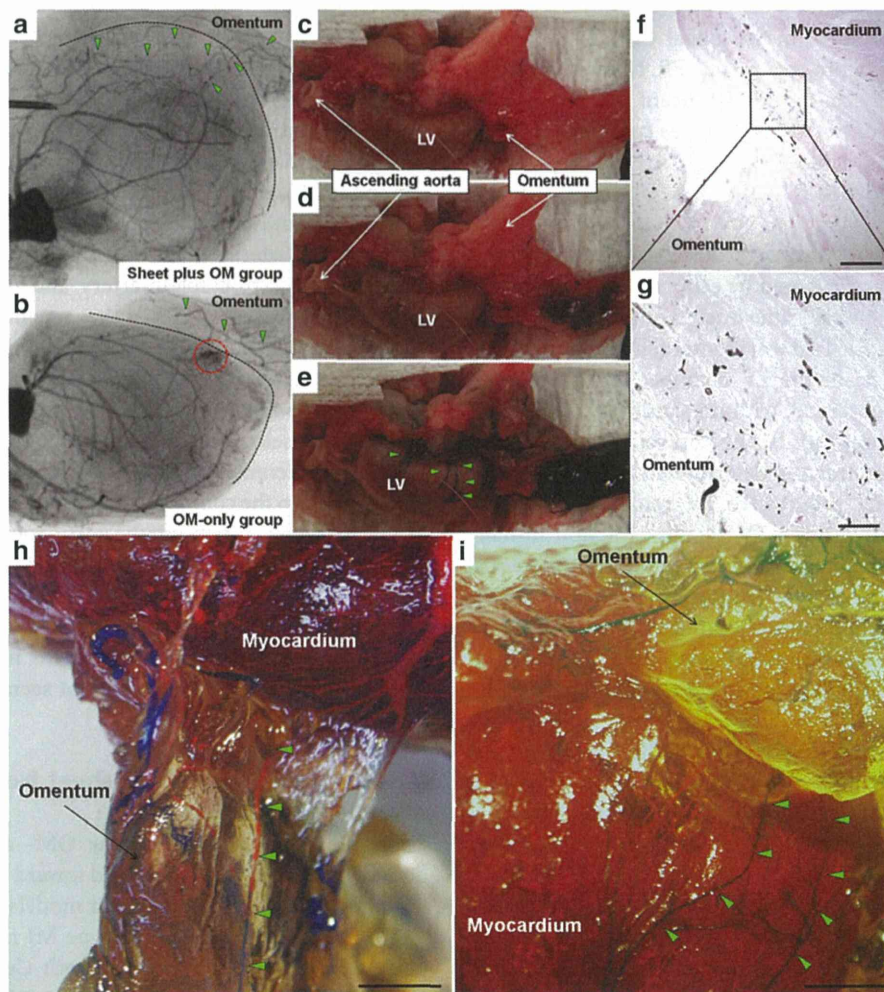 a
Omentum
Sheet plus OM group
b
Omentum
OM-only group
c
LV
Ascending aorta
Omentum
d
LV
e
LV
f
Myocardium
Omentum
g
Myocardium
Omentum
h
Myocardium
Omentum
i
Omentum
Myocardium